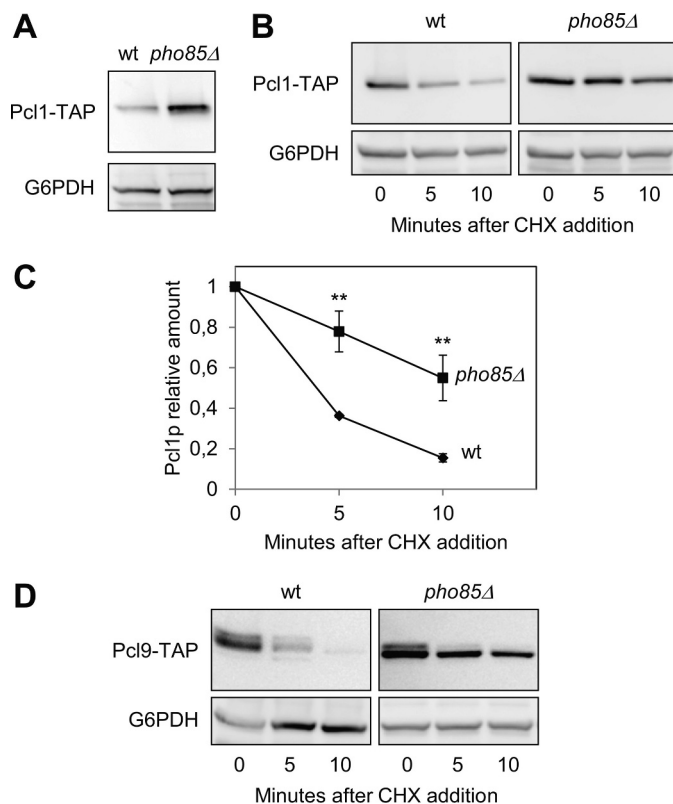 A
wt pho85Δ
Pcl1-TAP
G6PDH
B
wt pho85Δ
Pcl1-TAP
G6PDH
0 5 10 0 5 10
Minutes after CHX addition
C
Pcl1p relative amount
1
0,8
0,6
0,4
0,2
0
**
**
pho85Δ
wt
0 5 10
Minutes after CHX addition
D
wt pho85Δ
Pcl9-TAP
G6PDH
0 5 10 0 5 10
Minutes after CHX addition